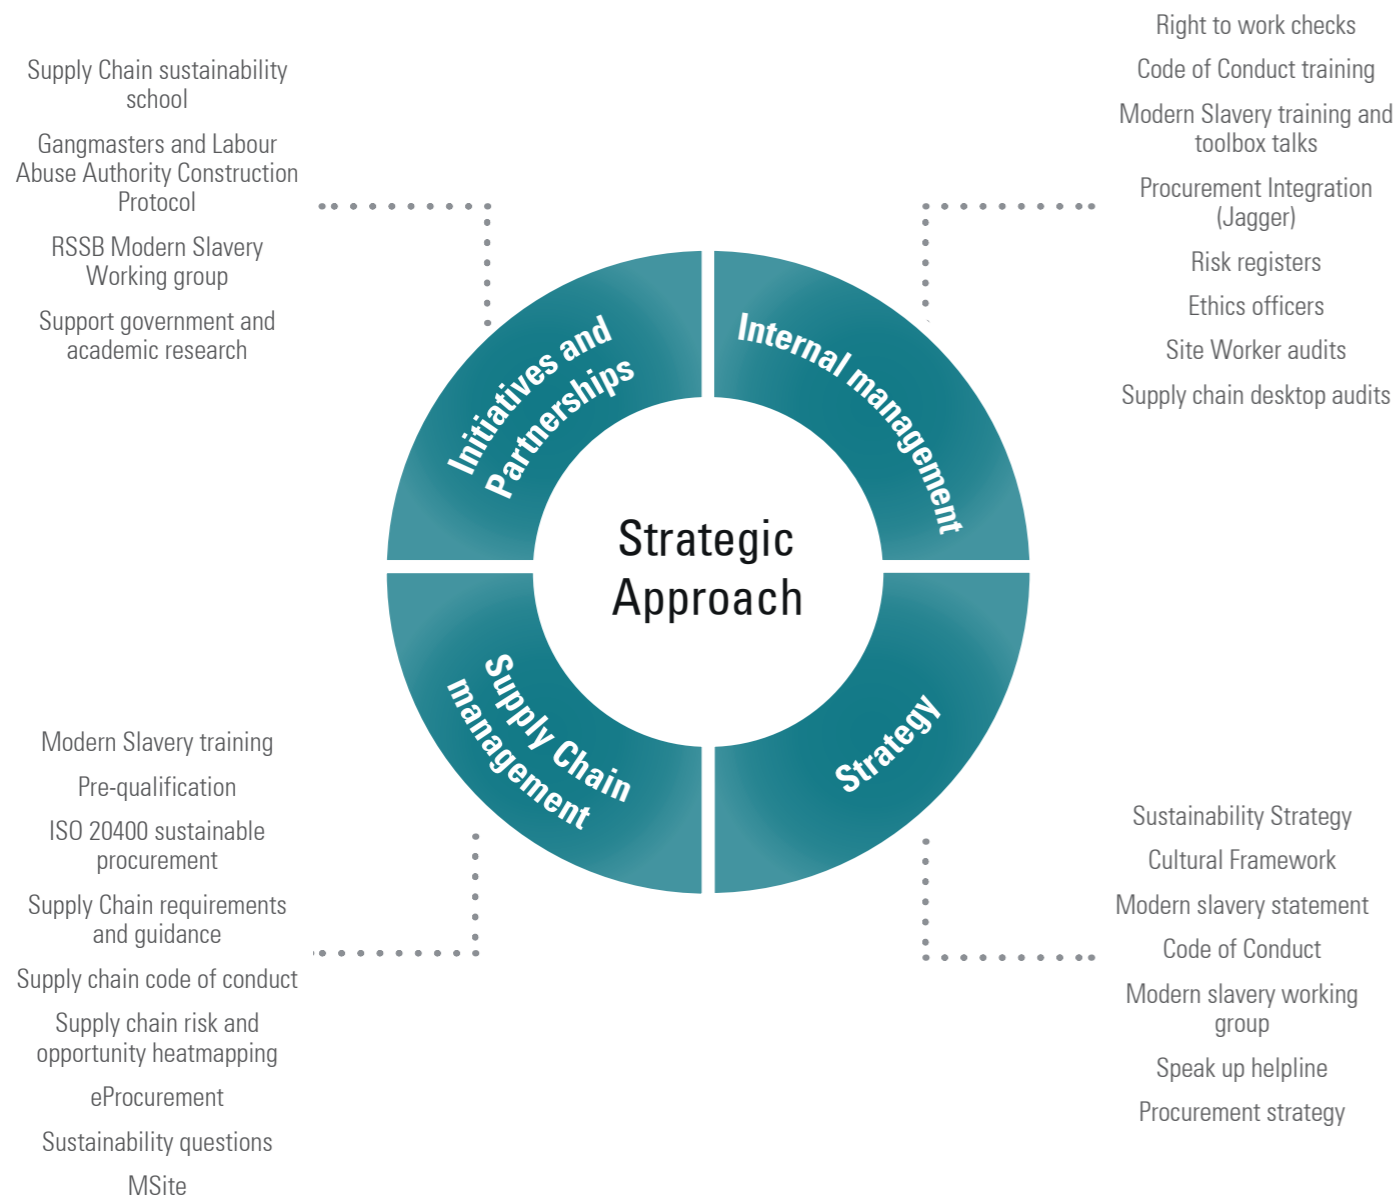 Supply Chain sustainability
school
Gangmasters and Labour
Abuse Authority Construction
Protocol
RSSB Modern Slavery
Working group
Support government and
academic research
Right to work checks
Code of Conduct training
Modern Slavery training and
toolbox talks
Procurement Integration
(Jagger)
Risk registers
Ethics officers
Site Worker audits
Supply chain desktop audits
Initiatives and
Partnerships
Internal management
Strategic
Approach
Supply Chain
management
Strategy
Modern Slavery training
Pre-qualification
ISO 20400 sustainable
procurement
Supply Chain requirements
and guidance
Supply chain code of conduct
Supply chain risk and
opportunity heatmapping
eProcurement
Sustainability questions
MSite
Sustainability Strategy
Cultural Framework
Modern slavery statement
Code of Conduct
Modern slavery working
group
Speak up helpline
Procurement strategy